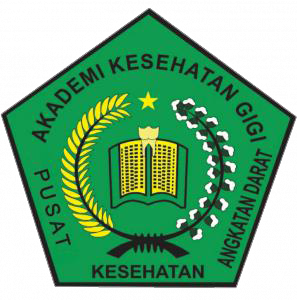 AKADEMI KESEHATAN GIGI
PUSAT
KESEHATAN
ANGKATAN DARAT